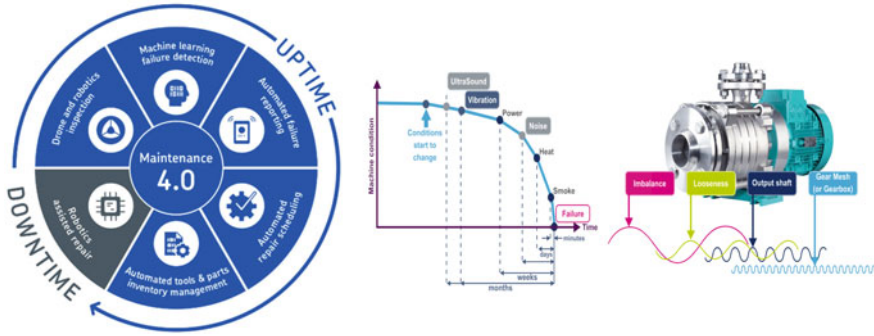 UPTIME
DOWNTIME
Machine learning
failure detection
Automated failure
reporting
Automated
repair scheduling
Automated tools & parts
inventory management
Robotics
assisted repair
Drone and robotics
inspection
Maintenance
4.0
Machine condition
UltraSound
Vibration
Power
Noise
Heat
Smoke
Failure
Conditions
start to
change
Time
minutes
days
weeks
months
Imbalance
Looseness
Output shaft
Gear Mesh
(or Gearbox)